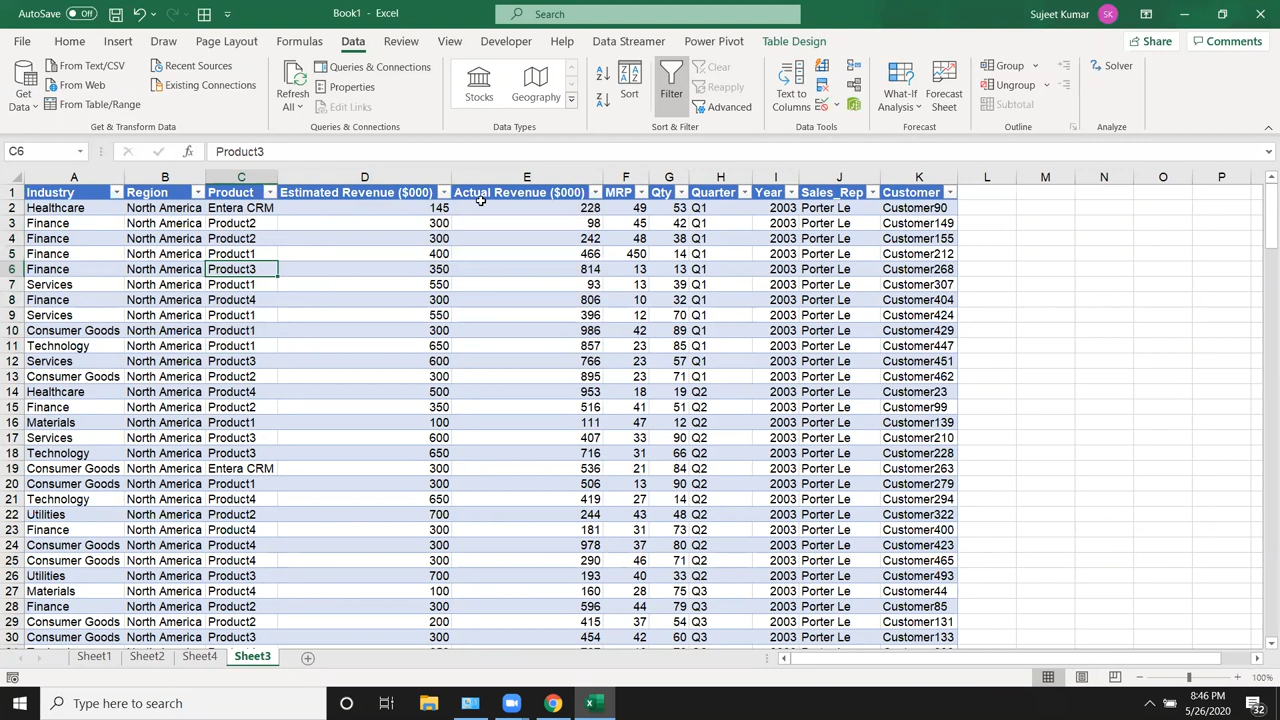 AutoSave Off Book1 - Excel Search Sujeet Kumar SK
File Home Insert Draw Page Layout Formulas Data Review View Developer Help Data Streamer Power Pivot Table Design Share Comments
Get Data From Text/CSV From Web From Table/Range Recent Sources Existing Connections
Refresh All Queries & Connections Properties Edit Links
Stocks Geography Sort Filter Clear Reapply Advanced
Text to Columns What-If Analysis Forecast Sheet Group Ungroup Subtotal Solver
Get & Transform Data Queries & Connections Data Types Sort & Filter Data Tools Forecast Outline Analyze
C6 fx Product3
A B C D E F G H I J K L M N O P
1 Industry Region Product Estimated Revenue ($000) Actual Revenue ($000) MRP Qty Quarter Year Sales_Rep Customer
2 Healthcare North America Entera CRM 145 228 49 53 Q1 2003 Porter Le Customer90
3 Finance North America Product2 300 98 45 42 Q1 2003 Porter Le Customer149
4 Finance North America Product2 300 242 48 38 Q1 2003 Porter Le Customer155
5 Finance North America Product1 400 466 450 14 Q1 2003 Porter Le Customer212
6 Finance North America Product3 350 814 13 13 Q1 2003 Porter Le Customer268
7 Services North America Product1 550 93 13 39 Q1 2003 Porter Le Customer307
8 Finance North America Product4 300 806 10 32 Q1 2003 Porter Le Customer404
9 Services North America Product1 550 396 12 70 Q1 2003 Porter Le Customer424
10 Consumer Goods North America Product1 300 986 42 89 Q1 2003 Porter Le Customer429
11 Technology North America Product1 650 857 23 85 Q1 2003 Porter Le Customer447
12 Services North America Product3 600 766 23 57 Q1 2003 Porter Le Customer451
13 Consumer Goods North America Product2 300 895 23 71 Q1 2003 Porter Le Customer462
14 Healthcare North America Product4 500 953 18 19 Q2 2003 Porter Le Customer23
15 Finance North America Product2 350 516 41 51 Q2 2003 Porter Le Customer99
16 Materials North America Product1 100 111 47 12 Q2 2003 Porter Le Customer139
17 Services North America Product3 600 407 33 90 Q2 2003 Porter Le Customer210
18 Technology North America Product3 650 716 31 66 Q2 2003 Porter Le Customer228
19 Consumer Goods North America Entera CRM 300 536 21 84 Q2 2003 Porter Le Customer263
20 Consumer Goods North America Product1 300 506 13 90 Q2 2003 Porter Le Customer279
21 Technology North America Product4 650 419 27 14 Q2 2003 Porter Le Customer294
22 Utilities North America Product2 700 244 43 48 Q2 2003 Porter Le Customer322
23 Finance North America Product4 300 181 31 73 Q2 2003 Porter Le Customer400
24 Consumer Goods North America Product4 300 978 37 80 Q2 2003 Porter Le Customer423
25 Consumer Goods North America Product4 300 290 46 71 Q2 2003 Porter Le Customer465
26 Utilities North America Product3 700 193 40 33 Q2 2003 Porter Le Customer493
27 Materials North America Product4 100 160 28 75 Q3 2003 Porter Le Customer44
28 Finance North America Product2 300 596 44 79 Q3 2003 Porter Le Customer85
29 Consumer Goods North America Product2 200 415 37 54 Q3 2003 Porter Le Customer131
30 Consumer Goods North America Product3 300 454 42 60 Q3 2003 Porter Le Customer133
Sheet1 Sheet2 Sheet4 Sheet3
100%
Type here to search
8:46 PM
5/26/2020
32